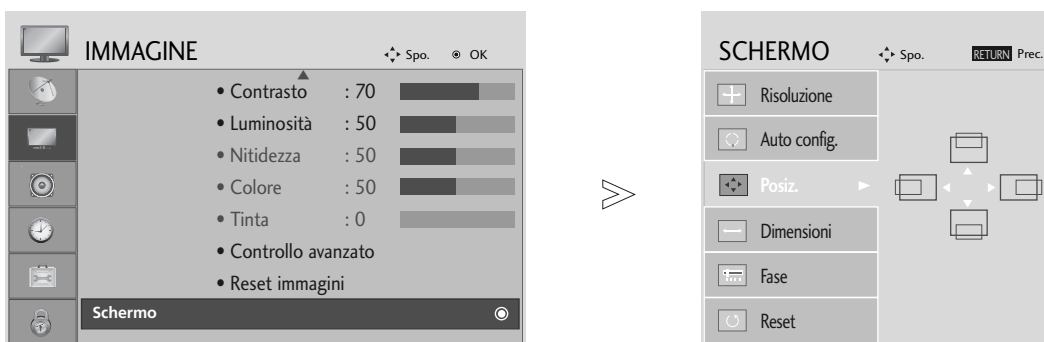 IMMAGINE
Spo. OK
• Contrasto : 70
• Luminosità : 50
• Nitidezza : 50
• Colore : 50
• Tinta : 0
• Controllo avanzato
• Reset immagini
Schermo
SCHERMO
Spo. RETURN Prec.
Risoluzione
Auto config.
Posiz.
Dimensioni
Fase
Reset